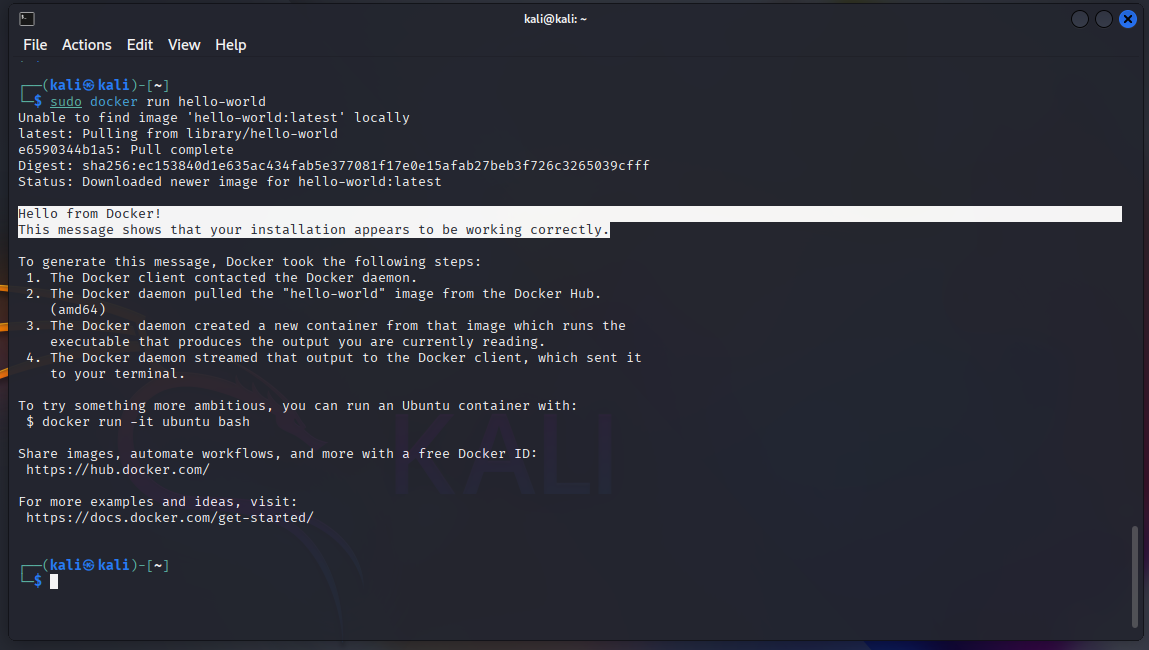 kali@kali: ~
File Actions Edit View Help
┌──(kali㉿kali)-[~]
└─$ sudo docker run hello-world
Unable to find image 'hello-world:latest' locally
latest: Pulling from library/hello-world
e6590344b1a5: Pull complete
Digest: sha256:ec153840d1e635ac434fab5e377081f17e0e15afab27beb3f726c3265039cfff
Status: Downloaded newer image for hello-world:latest
Hello from Docker!
This message shows that your installation appears to be working correctly.
To generate this message, Docker took the following steps:
1. The Docker client contacted the Docker daemon.
2. The Docker daemon pulled the "hello-world" image from the Docker Hub.
(amd64)
3. The Docker daemon created a new container from that image which runs the
executable that produces the output you are currently reading.
4. The Docker daemon streamed that output to the Docker client, which sent it
to your terminal.
To try something more ambitious, you can run an Ubuntu container with:
$ docker run -it ubuntu bash
Share images, automate workflows, and more with a free Docker ID:
https://hub.docker.com/
For more examples and ideas, visit:
https://docs.docker.com/get-started/
┌──(kali㉿kali)-[~]
└─$
KALI